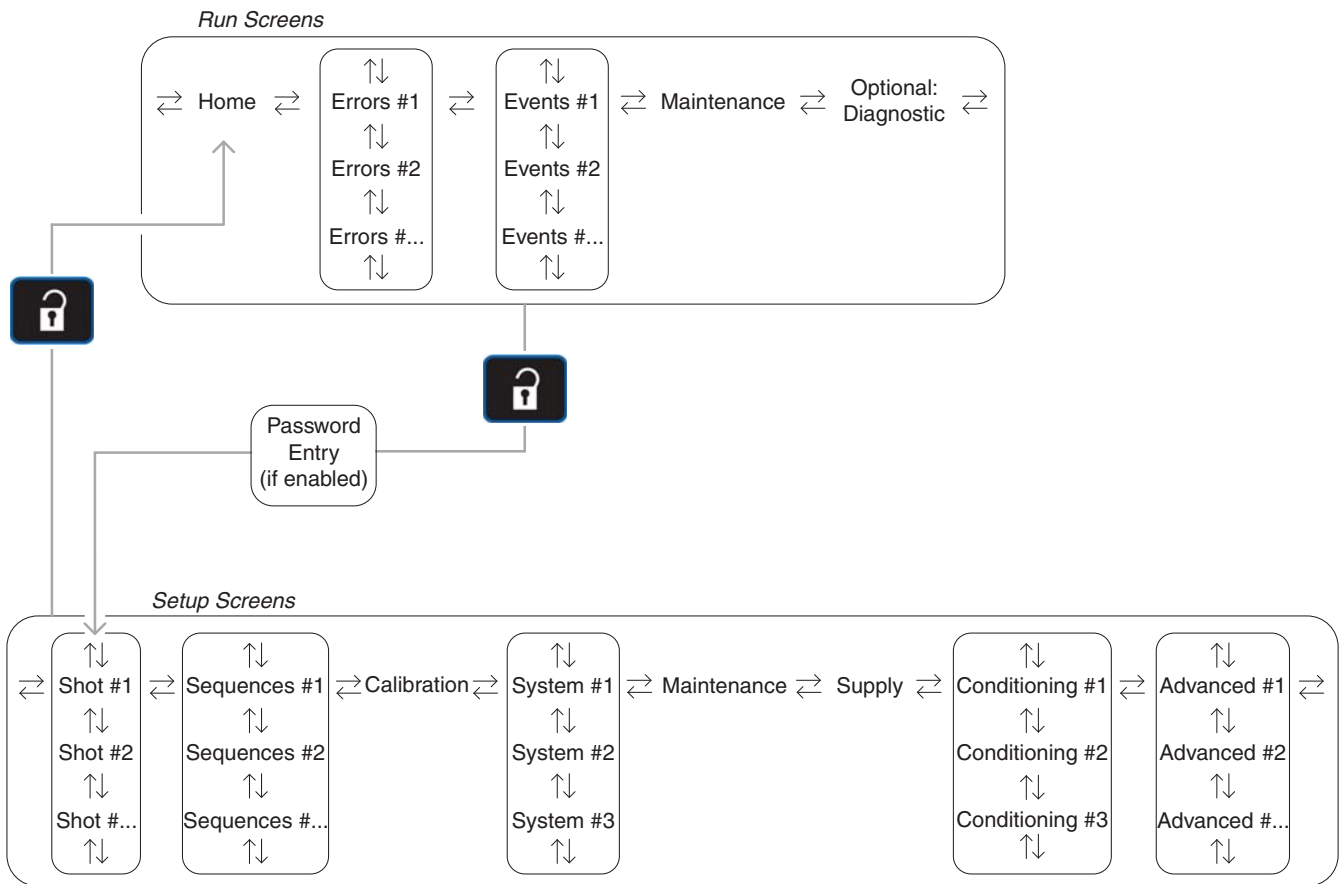 Run Screens
Home
Errors #1
Errors #2
Errors #...
Events #1
Events #2
Events #...
Maintenance
Optional:
Diagnostic
Password
Entry
(if enabled)
Setup Screens
Shot #1
Shot #2
Shot #...
Sequences #1
Sequences #2
Sequences #...
Calibration
System #1
System #2
System #3
Maintenance
Supply
Conditioning #1
Conditioning #2
Conditioning #3
Advanced #1
Advanced #2
Advanced #...